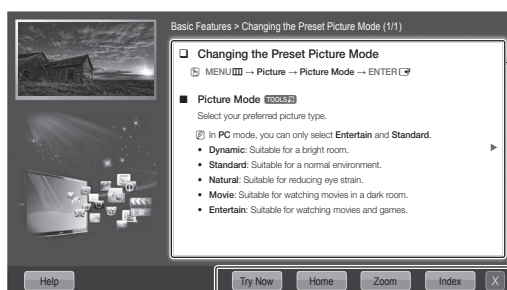 Basic Features > Changing the Preset Picture Mode (1/1)
❑ Changing the Preset Picture Mode
MENU → Picture → Picture Mode → ENTER
■ Picture Mode TOOLS
Select your preferred picture type.
In PC mode, you can only select Entertain and Standard.
• Dynamic: Suitable for a bright room.
• Standard: Suitable for a normal environment.
• Natural: Suitable for reducing eye strain.
• Movie: Suitable for watching movies in a dark room.
• Entertain: Suitable for watching movies and games.
Help Try Now Home Zoom Index X